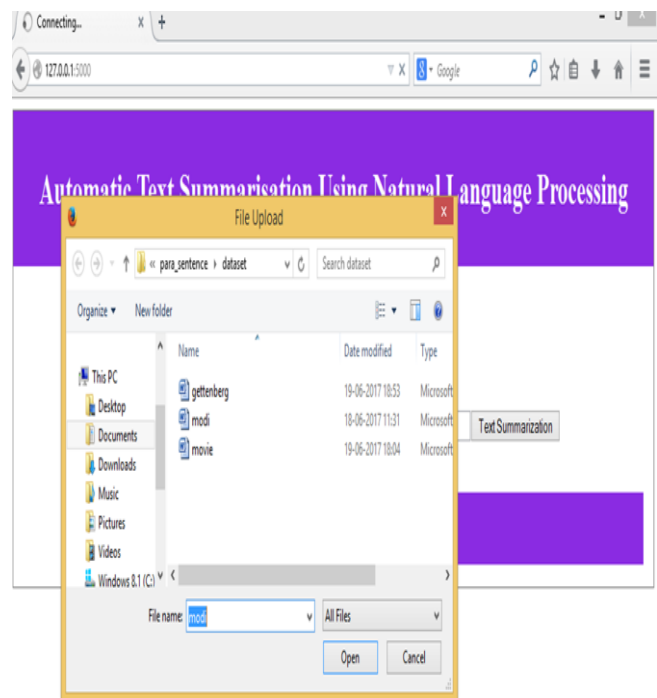 Connecting... x +
127.0.0.1:5000 Google
Automatic Text Summarisation Using Natural Language Processing
File Upload x
« para_sentence dataset Search dataset
Organize New folder
Name Date modified Type
This PC
Desktop
Documents
Downloads
Music
Pictures
Videos
Windows 8.1 (C:)
gettenberg 19-06-2017 18:53 Microsoft
modi 18-06-2017 11:31 Microsoft
movie 19-06-2017 18:04 Microsoft
Text Summarization
File name: modi All Files
Open Cancel